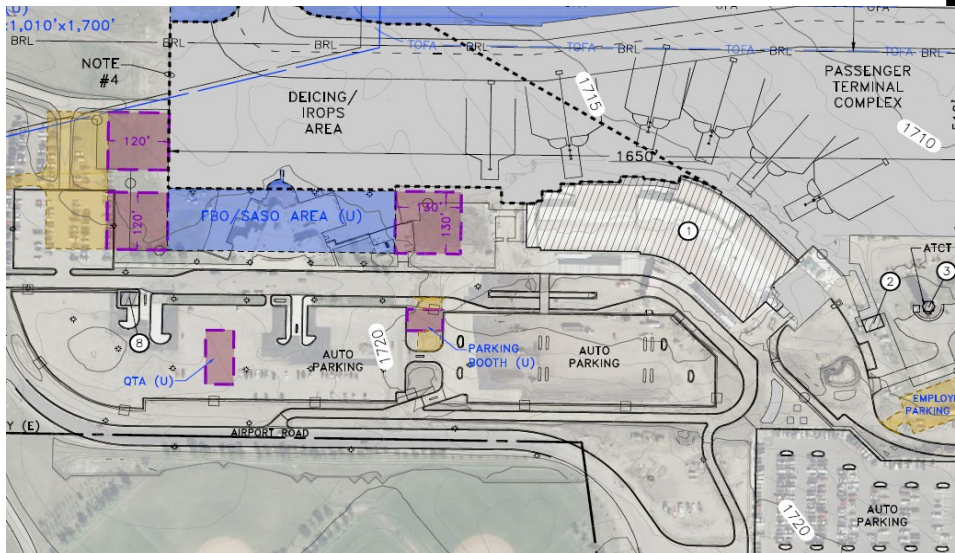 (U)
1,010'x1,700'
BRL
BRL
BRL
BRL
TOFA
BRL
TOFA
BRL
TOFA
BRL
NOTE
#4
DEICING/
IROPS
AREA
1715
PASSENGER
TERMINAL
COMPLEX
1710
1650
120'
120'
FBO/SASO AREA (U)
130'
130'
1
ATCT
3
2
8
QTA (U)
AUTO
PARKING
1720
PARKING
BOOTH (U)
AUTO
PARKING
EMPLOY
PARKING
Y (E)
AIRPORT ROAD
AUTO
PARKING
1720